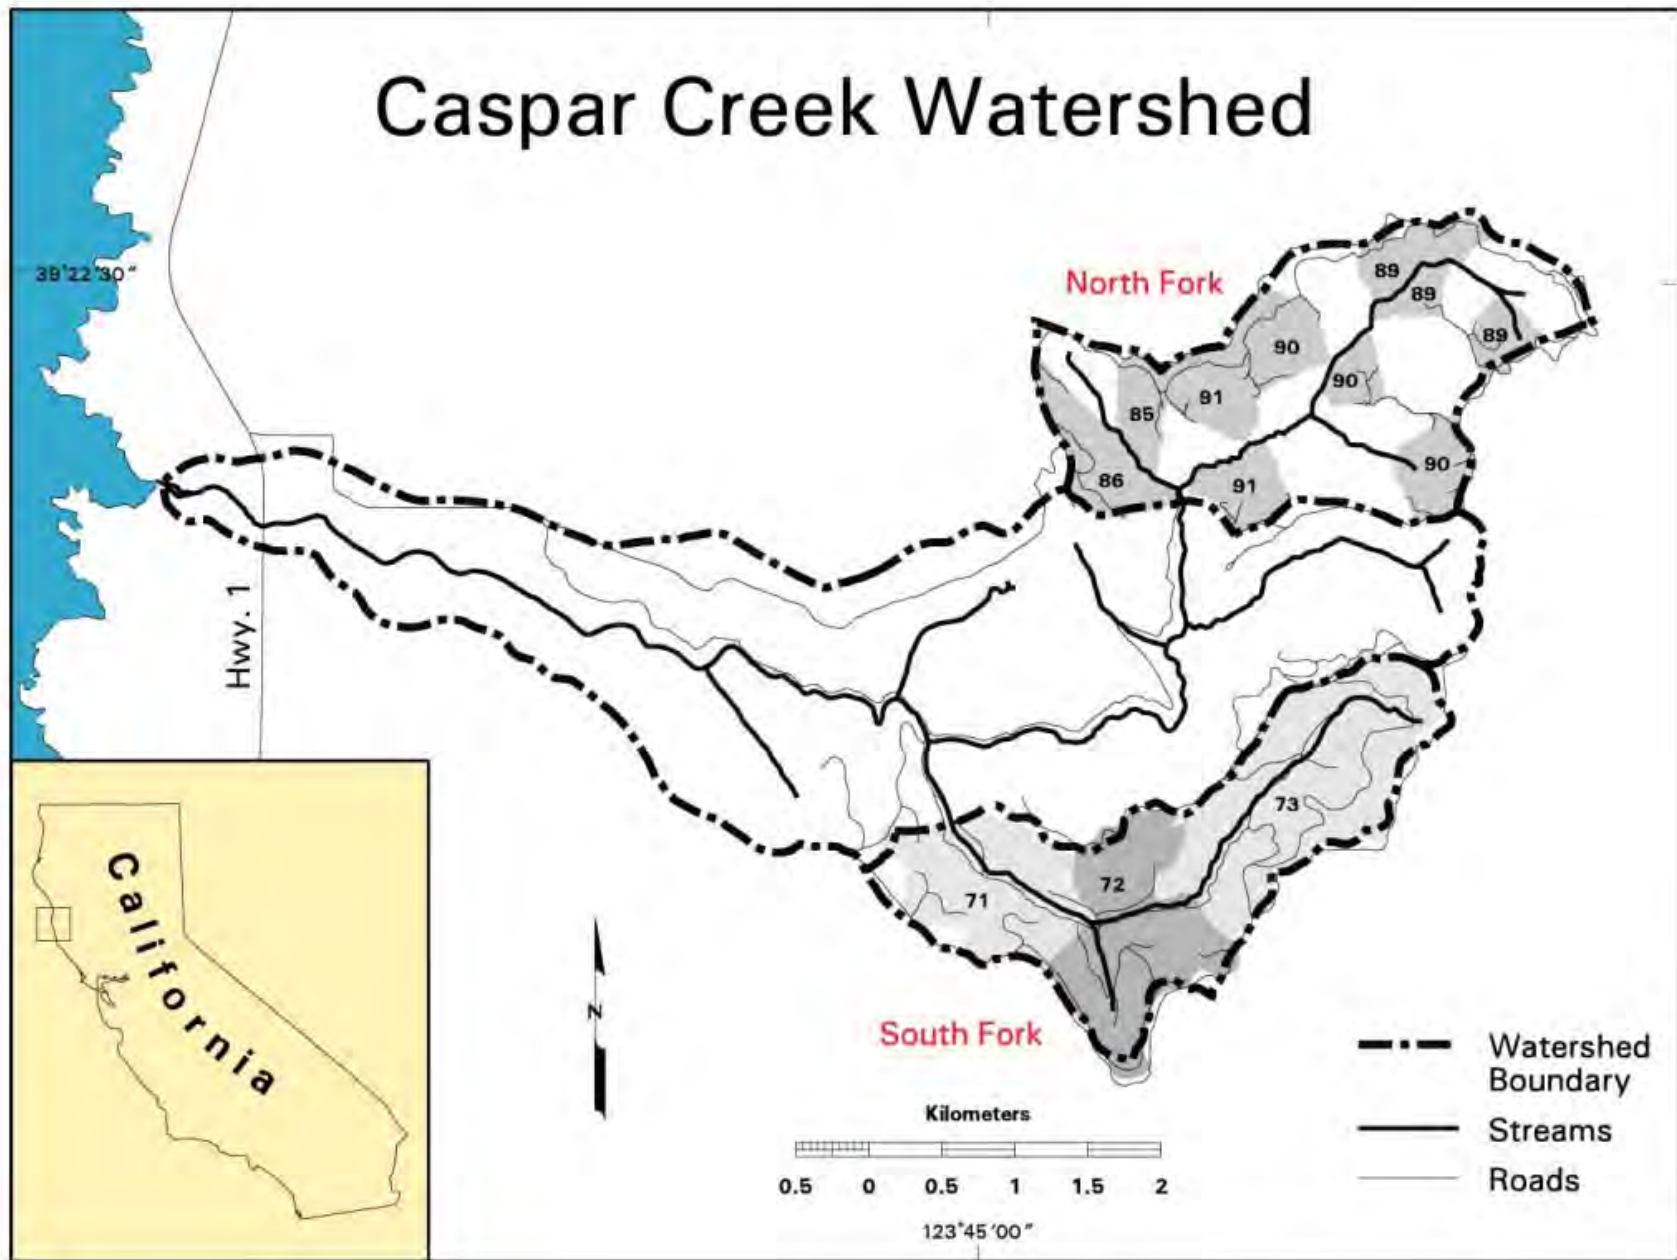 Caspar Creek Watershed
39°22'30"
North Fork
89
89
89
90
90
91
85
90
86
91
Hwy. 1
73
72
71
California
N
South Fork
Watershed
Boundary
Streams
Roads
Kilometers
0.5 0 0.5 1 1.5 2
123°45'00"